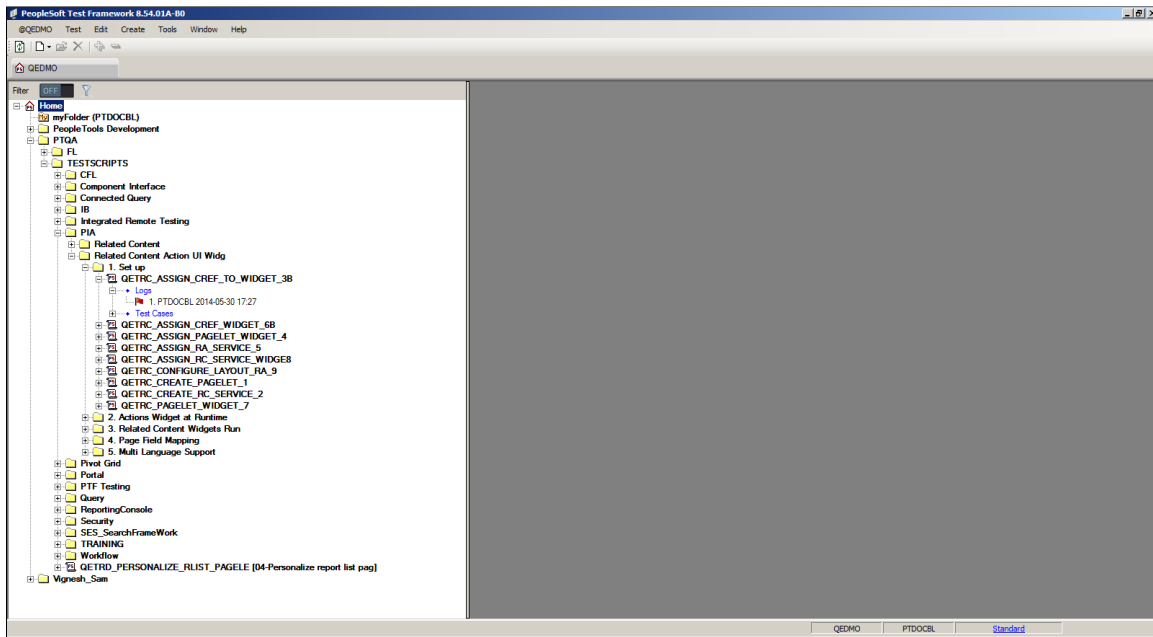 PeopleSoft Test Framework 8.54.01A-B0
@QEDMO Test Edit Create Tools Window Help
QEDMO
Filter OFF
Home
myFolder (PTDOCBL)
PeopleTools Development
PTQA
FL
TESTSCRIPTS
CFL
Component Interface
Connected Query
IB
Integrated Remote Testing
PIA
Related Content
Related Content Action UI Widg
1. Set up
QETRC_ASSIGN_CREF_TO_WIDGET_3B
Logs
1. PTDOCBL 2014-05-30 17:27
Test Cases
QETRC_ASSIGN_CREF_WIDGET_6B
QETRC_ASSIGN_PAGELET_WIDGET_4
QETRC_ASSIGN_RA_SERVICE_5
QETRC_ASSIGN_RC_SERVICE_WIDGE8
QETRC_CONFIGURE_LAYOUT_RA_9
QETRC_CREATE_PAGELET_1
QETRC_CREATE_RC_SERVICE_2
QETRC_PAGELET_WIDGET_7
2. Actions Widget at Runtime
3. Related Content Widgets Run
4. Page Field Mapping
5. Multi Language Support
Pivot Grid
Portal
PTF Testing
Query
ReportingConsole
Security
SES_SearchFrameWork
TRAINING
Workflow
QETRD_PERSONALIZE_RLIST_PAGELE [04-Personalize report list pag]
Vignesh_Sam
QEDMO PTDOCBL Standard